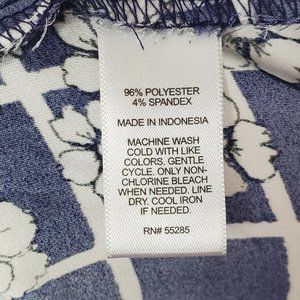 96% POLYESTER
4% SPANDEX
MADE IN INDONESIA
MACHINE WASH
COLD WITH LIKE
COLORS. GENTLE
CYCLE. ONLY NON-
CHLORINE BLEACH
WHEN NEEDED. LINE
DRY. COOL IRON
IF NEEDED.
RN# 55285